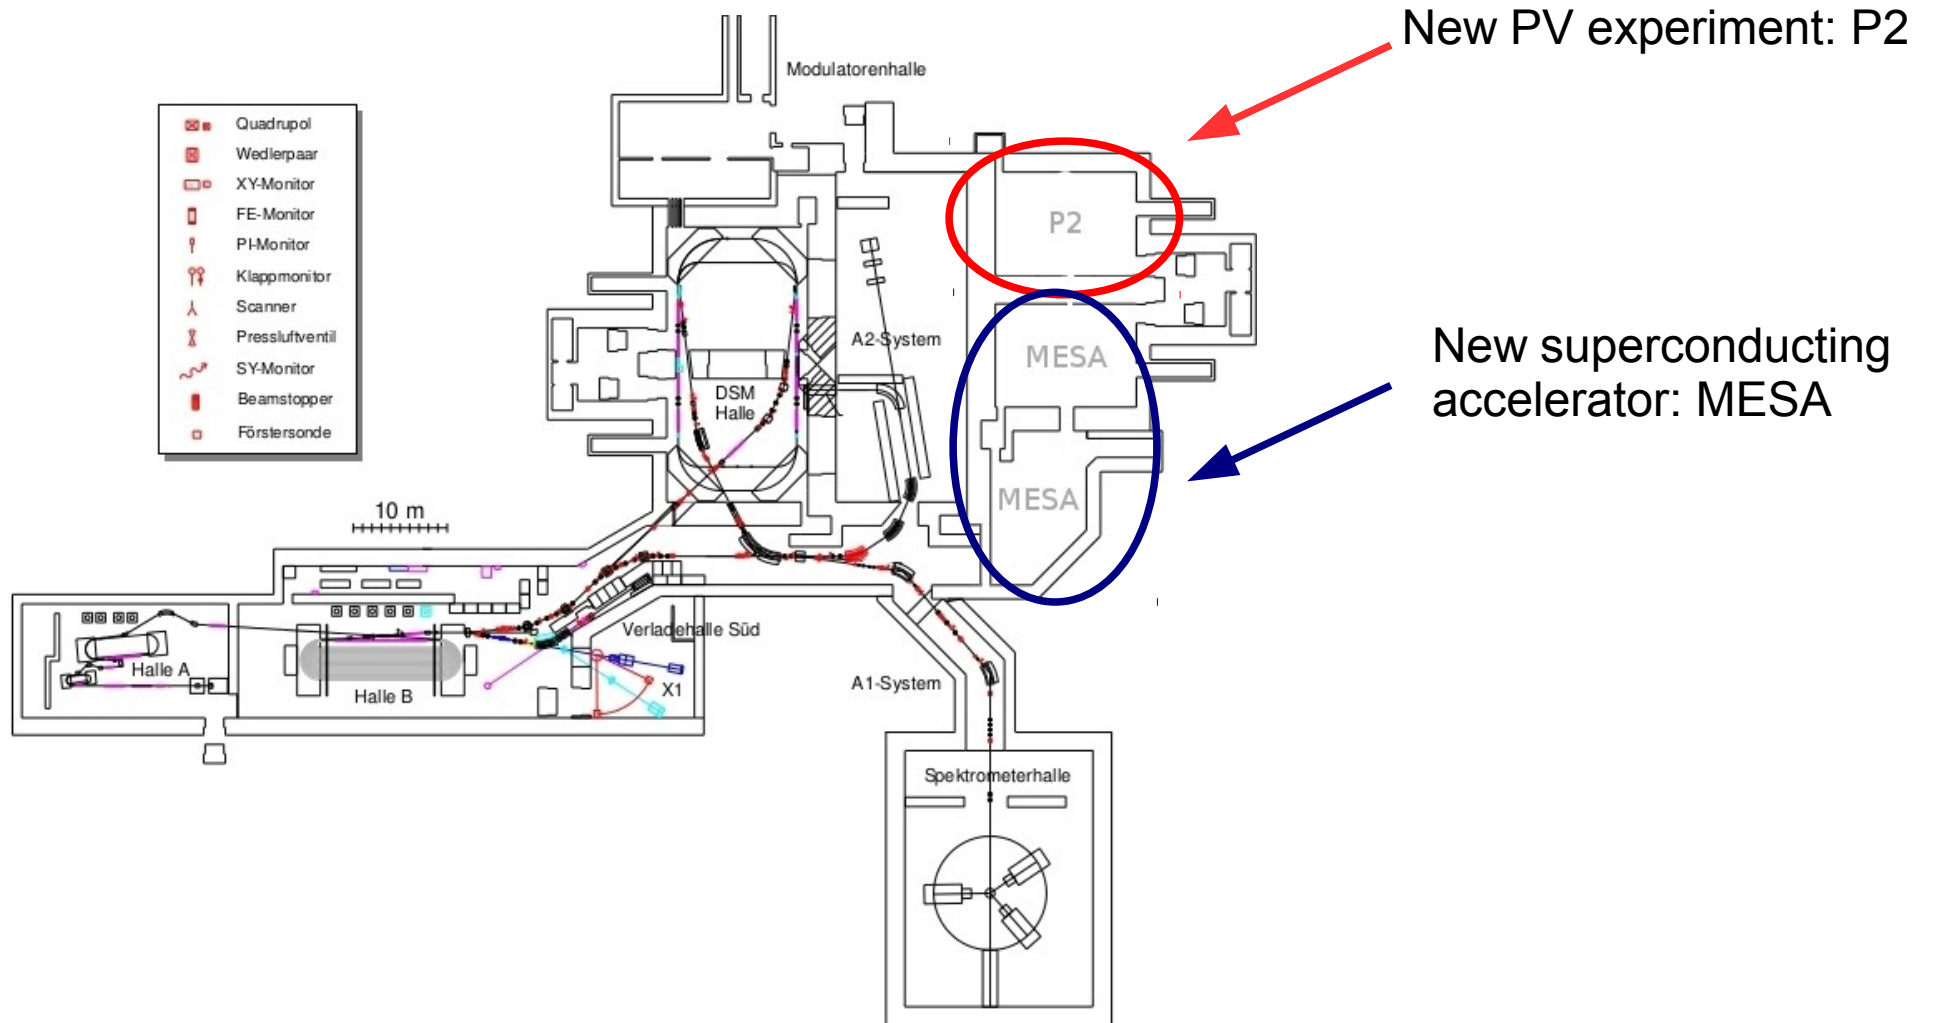 New PV experiment: P2
Modulatorenhalle
Quadrupol
Wedlerpaar
XY-Monitor
FE-Monitor
PI-Monitor
Klappmonitor
Scanner
Pressluftventil
SY-Monitor
Beamstopper
Förstersonde
P2
A2-System
MESA
New superconducting
accelerator: MESA
DSM
Halle
MESA
10 m
Verladehalle Süd
Halle A
Halle B
X1
A1-System
Spektrometerhalle